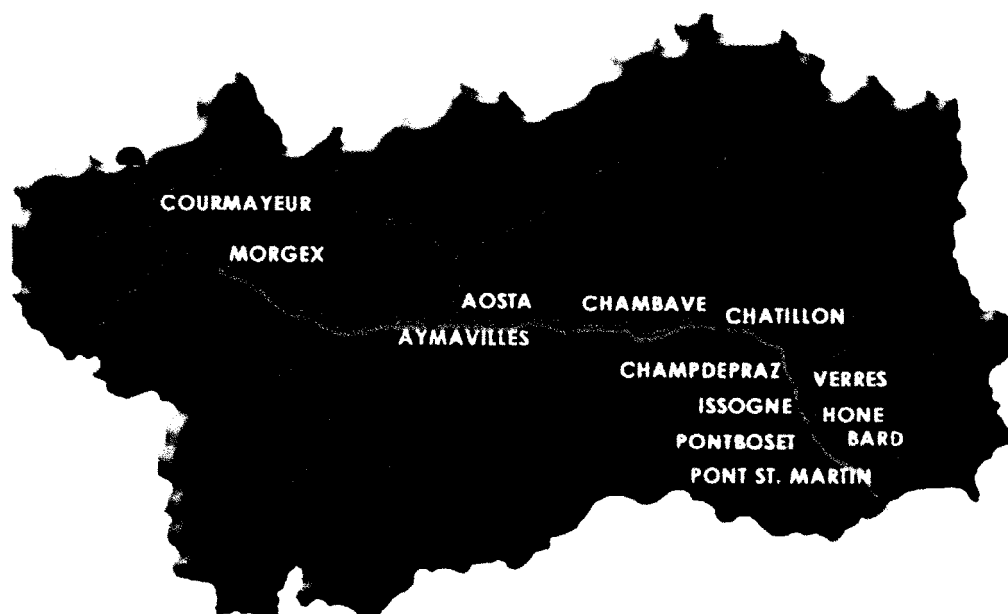 COURMAYEUR
MORGEX
AOSTA
CHAMBAVE
CHATILLON
AYMAVILLES
CHAMPDEPRAZ
VERRES
ISSOGNE
HONE
PONTBOSET
BARD
PONT ST. MARTIN